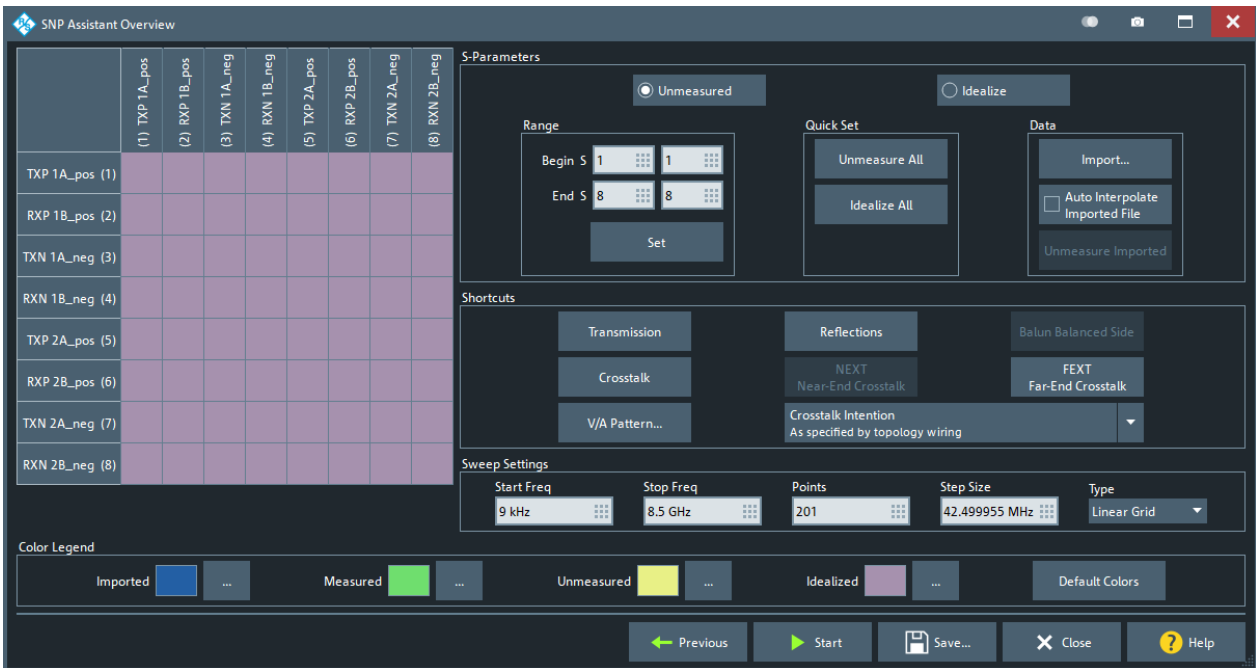 SNP Assistant Overview
(1) TXP 1A_pos
(2) RXP 1B_pos
(3) TXN 1A_neg
(4) RXN 1B_neg
(5) TXP 2A_pos
(6) RXP 2B_pos
(7) TXN 2A_neg
(8) RXN 2B_neg
TXP 1A_pos (1)
RXP 1B_pos (2)
TXN 1A_neg (3)
RXN 1B_neg (4)
TXP 2A_pos (5)
RXP 2B_pos (6)
TXN 2A_neg (7)
RXN 2B_neg (8)
S-Parameters
Unmeasured
Idealize
Range
Begin S 1 1
End S 8 8
Set
Quick Set
Unmeasure All
Idealize All
Data
Import...
Auto Interpolate
Imported File
Unmeasure Imported
Shortcuts
Transmission
Reflections
Balun Balanced Side
Crosstalk
NEXT
Near-End Crosstalk
FEXT
Far-End Crosstalk
V/A Pattern...
Crosstalk Intention
As specified by topology wiring
Sweep Settings
Start Freq
9 kHz
Stop Freq
8.5 GHz
Points
201
Step Size
42.499955 MHz
Type
Linear Grid
Color Legend
Imported ...
Measured ...
Unmeasured ...
Idealized ...
Default Colors
Previous
Start
Save...
Close
? Help